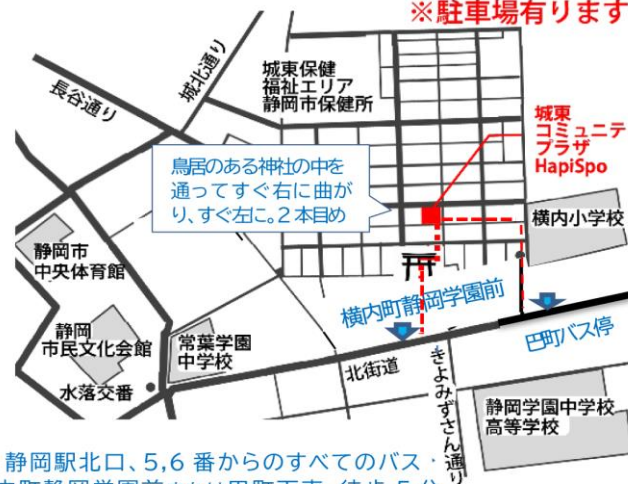 ※駐車場有ります
城北通り
長谷通り
城東保健
福祉エリア
静岡市保健所
城東
コミュニテ
プラザ
HapiSpo
鳥居のある神社の中を
通ってすぐ右に曲が
り、すぐ左に。2本目め
横内小学校
静岡市
中央体育館
横内町静岡学園前
巴町バス停
静岡
市民文化会館
常葉学園
中学校
北街道
きよみずさん通り
水落交番
静岡学園中学校
高等学校
静岡駅北口、5,6番からのすべてのバス・